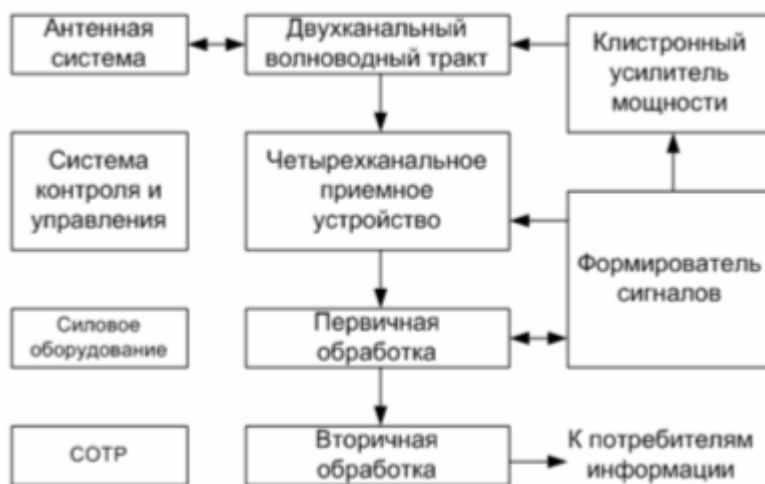 Антенная
система
Двухканальный
волноводный тракт
Клистронный
усилитель
мощности
Система
контроля и
управления
Четырехканальное
приемное
устройство
Формирователь
сигналов
Силовое
оборудование
Первичная
обработка
СОТР
Вторичная
обработка
К потребителям
информации